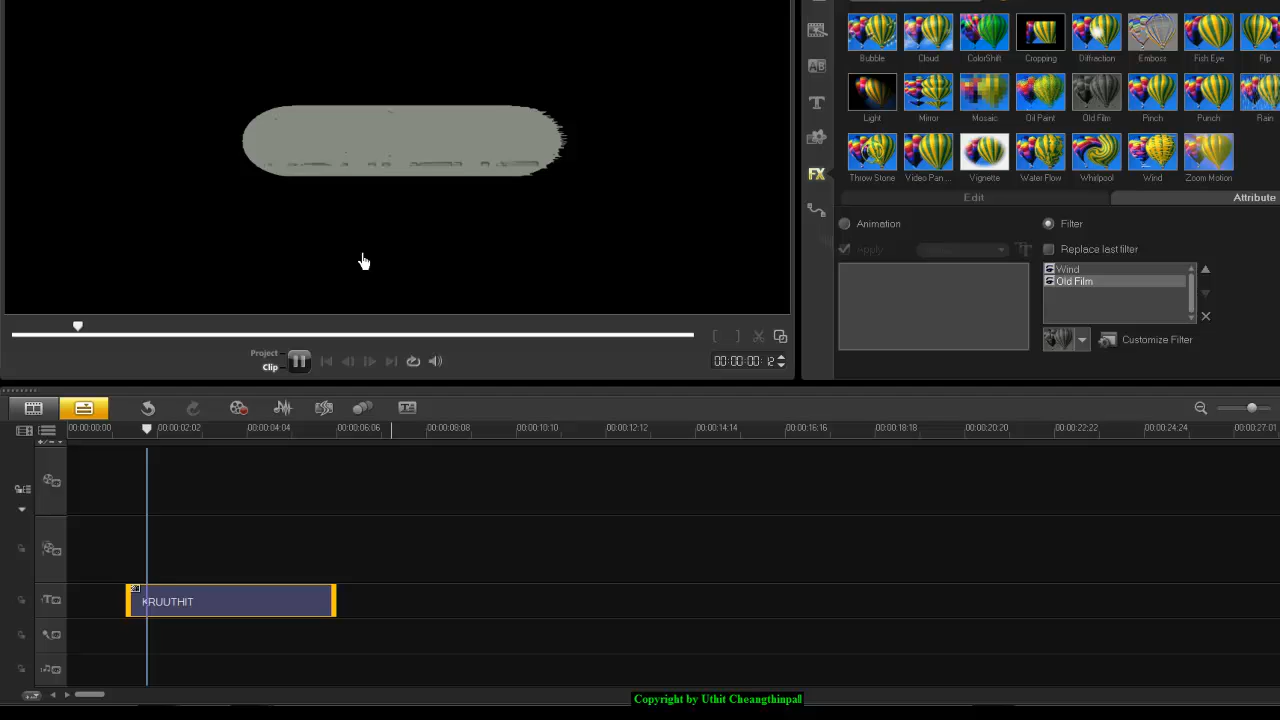 Bubble Cloud ColorShift Cropping Diffraction Emboss Fish Eye Flip
Light Mirror Mosaic Oil Paint Old Film Pinch Punch Rain
Throw Stone Video Pan... Vignette Water Flow Whirlpool Wind Zoom Motion
AB
T
FX
Edit Attribute
Animation Filter
Apply Replace last filter
Wind
Old Film
Customize Filter
Project
Clip
00:00:00: 12
00:00:00:00 00:00:02:02 00:00:04:04 00:00:06:06 00:00:08:08 00:00:10:10 00:00:12:12 00:00:14:14 00:00:16:16 00:00:18:18 00:00:20:20 00:00:22:22 00:00:24:24 00:00:27:01
KRUUTHIT
Copyright by Uthit Cheangthinpall